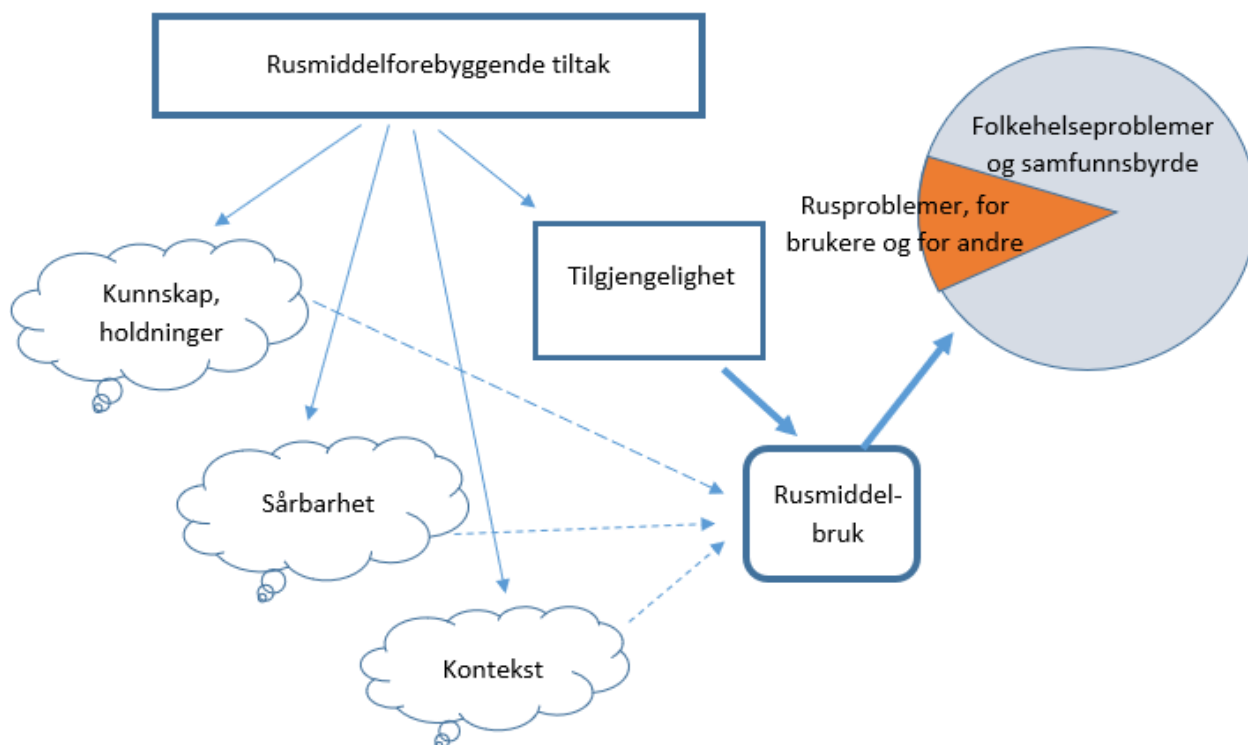 Rusmiddelforebyggende tiltak
Folkehelseproblemer
og samfunnsbyrde
Rusproblemer, for
brukere og for andre
Tilgjengelighet
Kunnskap,
holdninger
Sårbarhet
Rusmiddel-
bruk
Kontekst